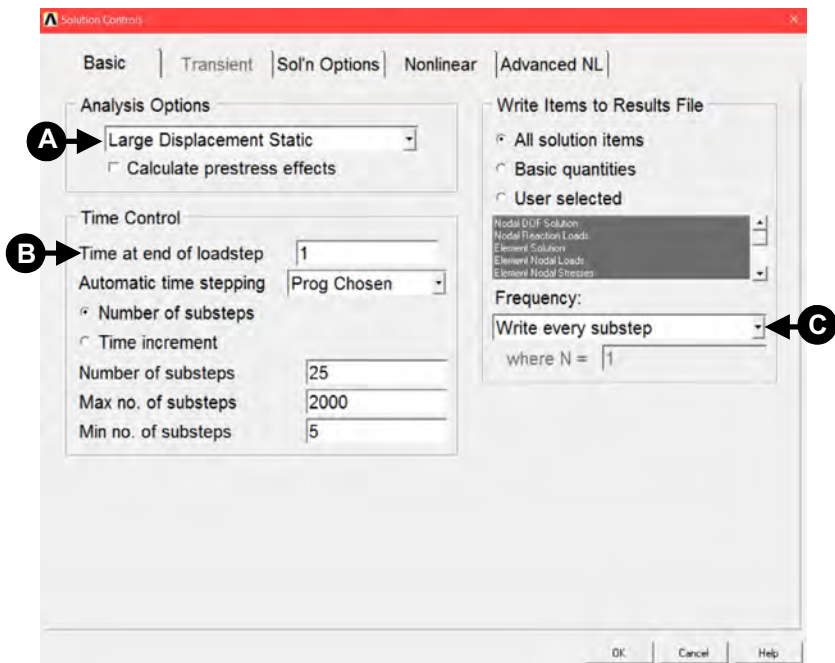 Solution Controls
Basic Transient Sol'n Options Nonlinear Advanced NL
Analysis Options
A
Large Displacement Static
Calculate prestress effects
Time Control
B
Time at end of loadstep 1
Automatic time stepping Prog Chosen
Number of substeps
Time increment
Number of substeps 25
Max no. of substeps 2000
Min no. of substeps 5
Write Items to Results File
All solution items
Basic quantities
User selected
Nodal DOF Solution
Nodal Reaction Loads
Element Solution
Element Nodal Loads
Element Nodal Stresses
Frequency:
Write every substep
C
where N = 1
OK Cancel Help